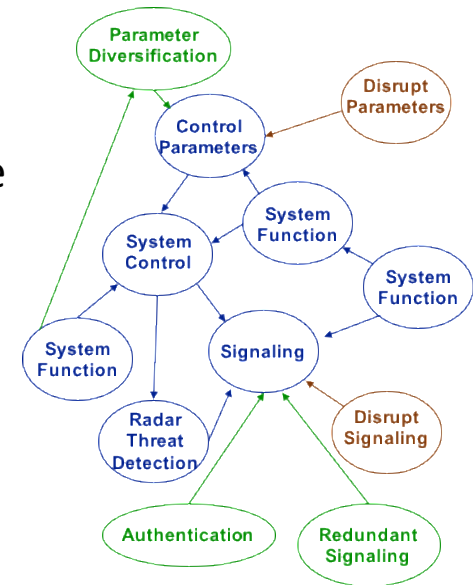 Parameter
Diversification
Disrupt
Parameters
e
Control
Parameters
System
Function
System
Control
System
Function
System
Function
Signaling
Radar
Threat
Detection
Disrupt
Signaling
Authentication
Redundant
Signaling